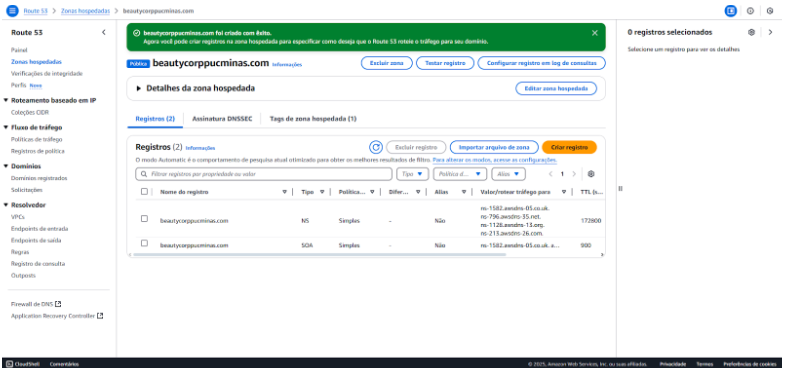 Route 53 > Zonas hospedadas > beautycorppucminas.com
Route 53
Painel
Zonas hospedadas
Verificações de integridade
Perfis Novo
Roteamento baseado em IP
Coleções CIDR
Fluxo de tráfego
Políticas de tráfego
Registros de política
Domínios
Domínios registrados
Solicitações
Resolvedor
VPCs
Endpoints de entrada
Endpoints de saída
Regras
Registro de consulta
Outposts
Firewall de DNS
Application Recovery Controller
beautycorppucminas.com foi criado com êxito.
Agora você pode criar registros na zona hospedada para especificar como deseja que o Route 53 roteie o tráfego para seu domínio.
Pública beautycorppucminas.com Informações
Excluir zona Testar registro Configurar registro em log de consultas
Detalhes da zona hospedada Editar zona hospedada
Registros (2) Assinatura DNSSEC Tags de zona hospedada (1)
Registros (2) Informações Excluir registro Importar arquivo de zona Criar registro
O modo Automatic é o comportamento de pesquisa atual otimizado para obter os melhores resultados de filtro. Para alterar os modos, acesse as configurações.
Filtrar registros por propriedade ou valor Tipo Política d... Alias 1
Nome do registro Tipo Política... Difer... Alias Valor/rotear tráfego para TTL (s...
beautycorppucminas.com NS Simples - Não
ns-1582.awsdns-05.co.uk.
ns-796.awsdns-35.net.
ns-1128.awsdns-13.org.
ns-213.awsdns-26.com.
172800
beautycorppucminas.com SOA Simples - Não ns-1582.awsdns-05.co.uk. a... 900
0 registros selecionados
Selecione um registro para ver os detalhes
CloudShell Comentários © 2025, Amazon Web Services, Inc. ou suas afiliadas. Privacidade Termos Preferências de cookies